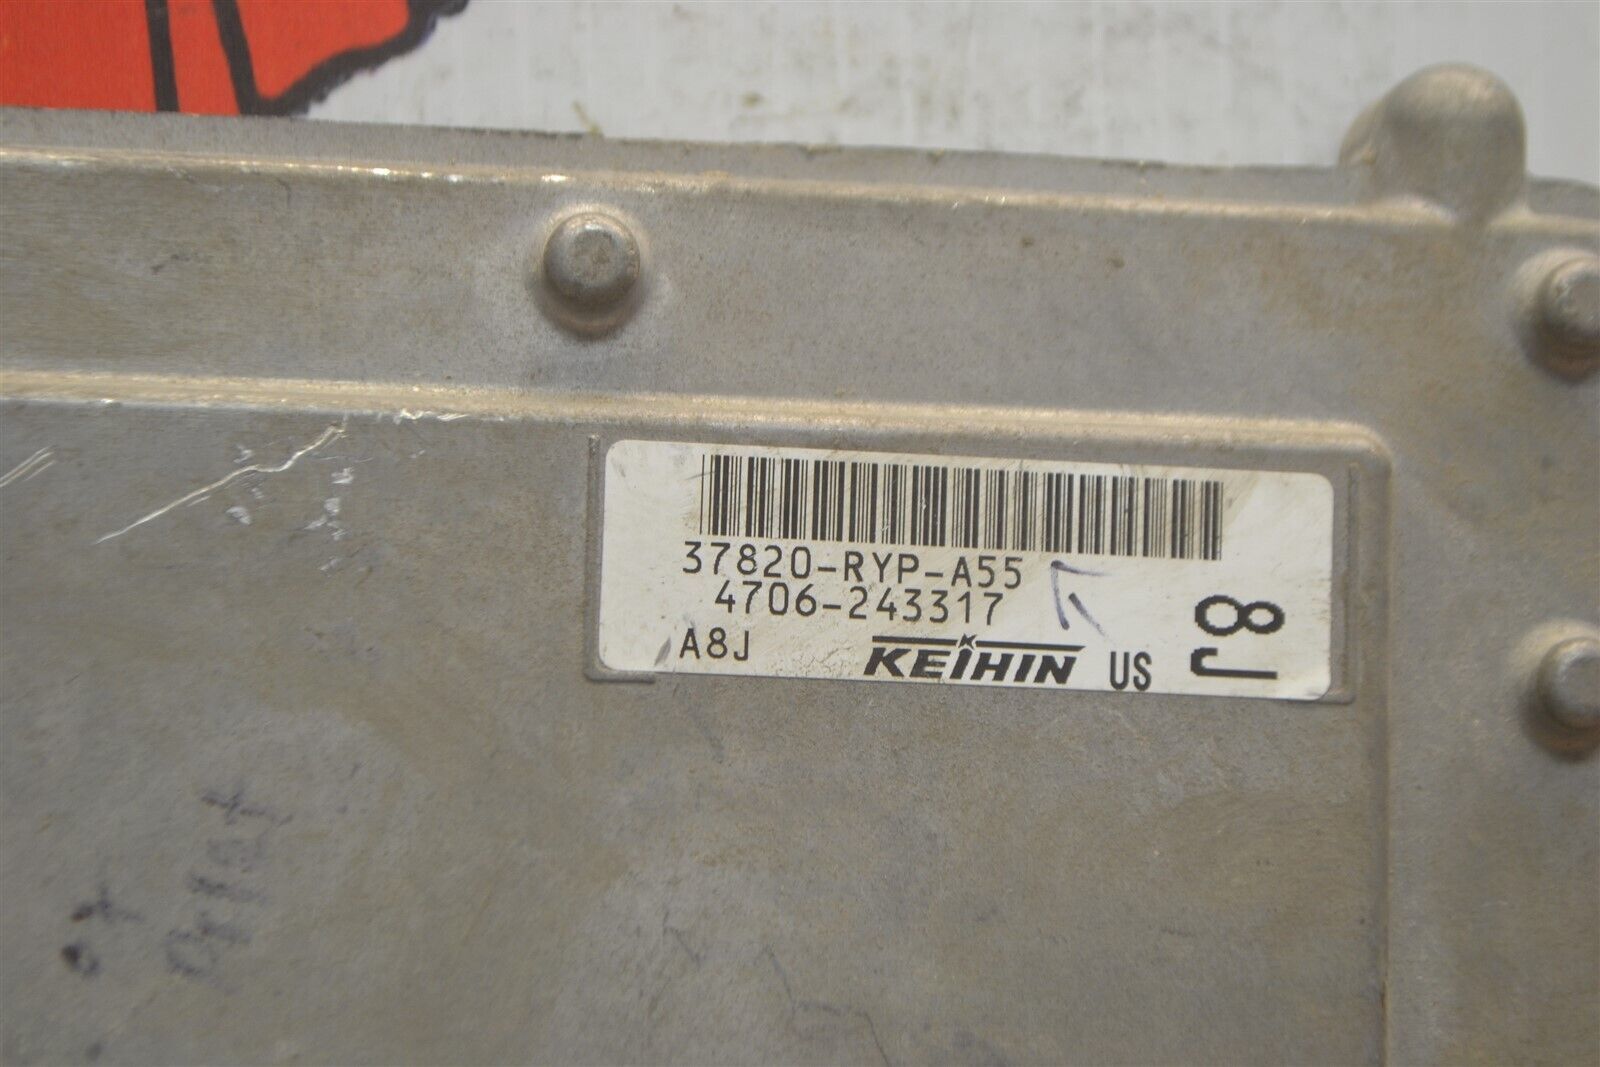 37820-RYP-A55
4706-243317
A8J KEIHIN US
8J